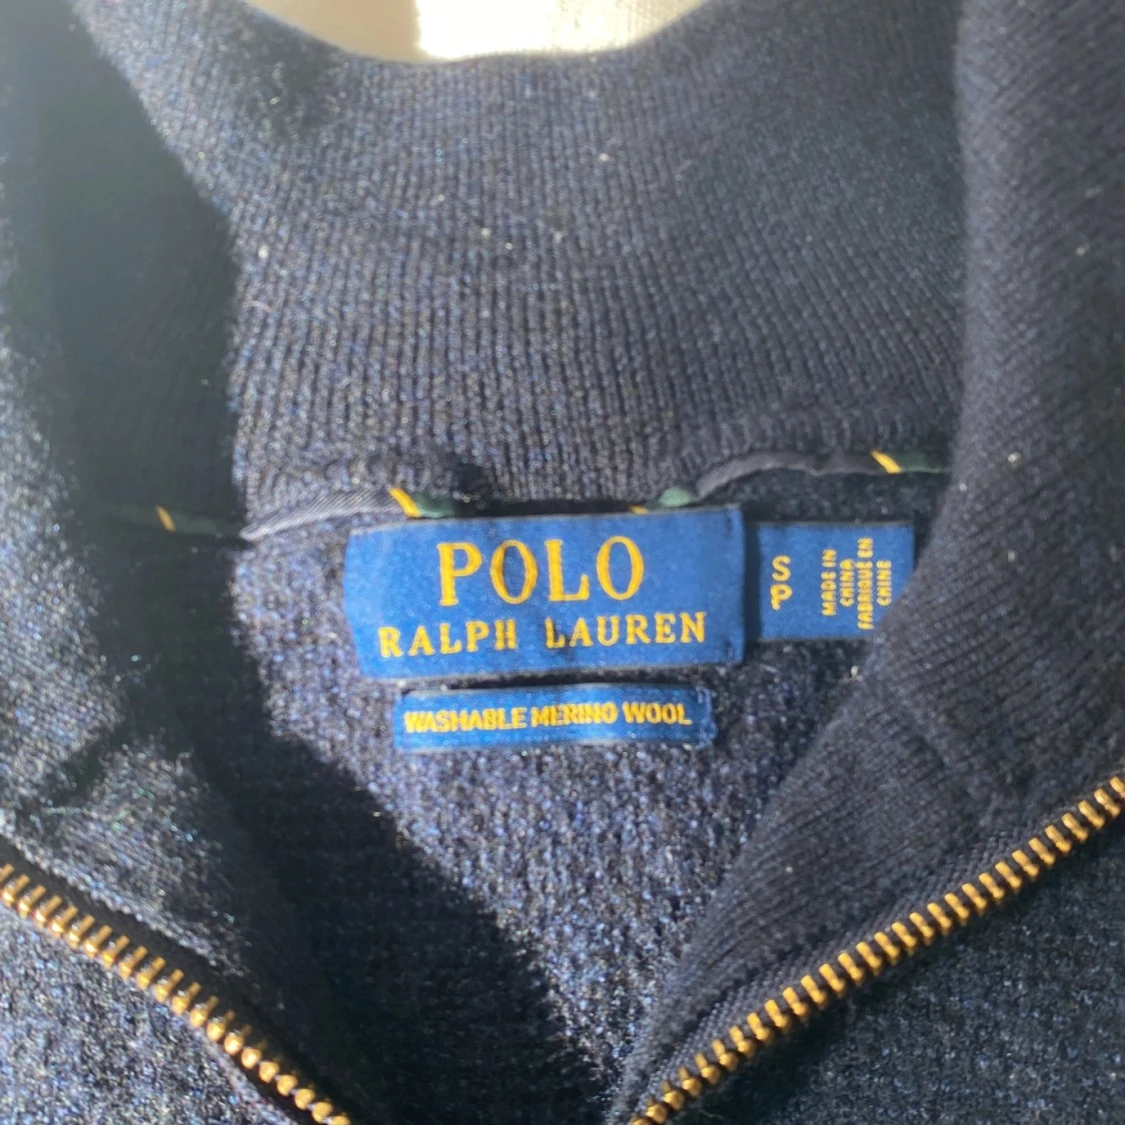 POLO
RALPH LAUREN
WASHABLE MERINO WOOL
S
P
MADE IN
CHINA
FABRIQUÉ EN
CHINE